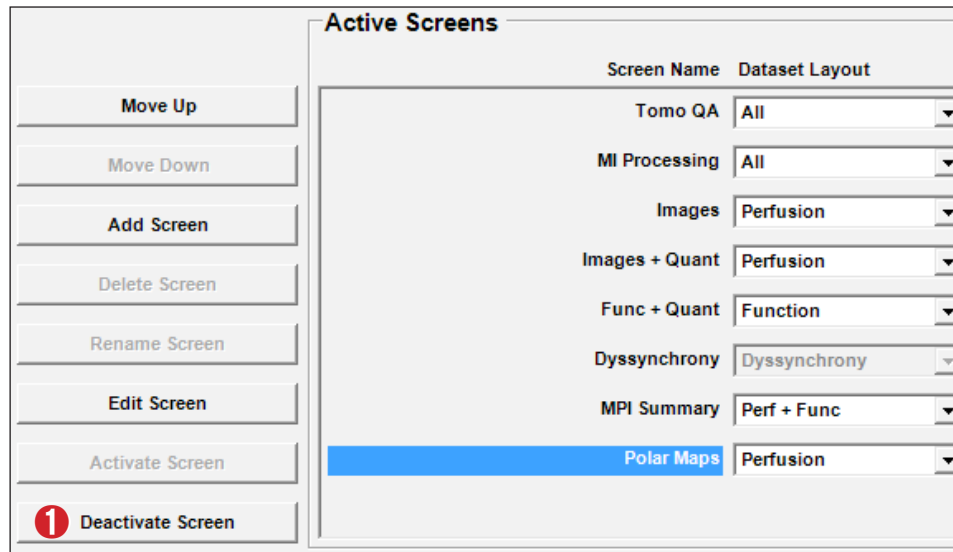 Active Screens
Screen Name Dataset Layout
Move Up
Move Down
Add Screen
Delete Screen
Rename Screen
Edit Screen
Activate Screen
1 Deactivate Screen
Tomo QA All
MI Processing All
Images Perfusion
Images + Quant Perfusion
Func + Quant Function
Dyssynchrony Dyssynchrony
MPI Summary Perf + Func
Polar Maps Perfusion